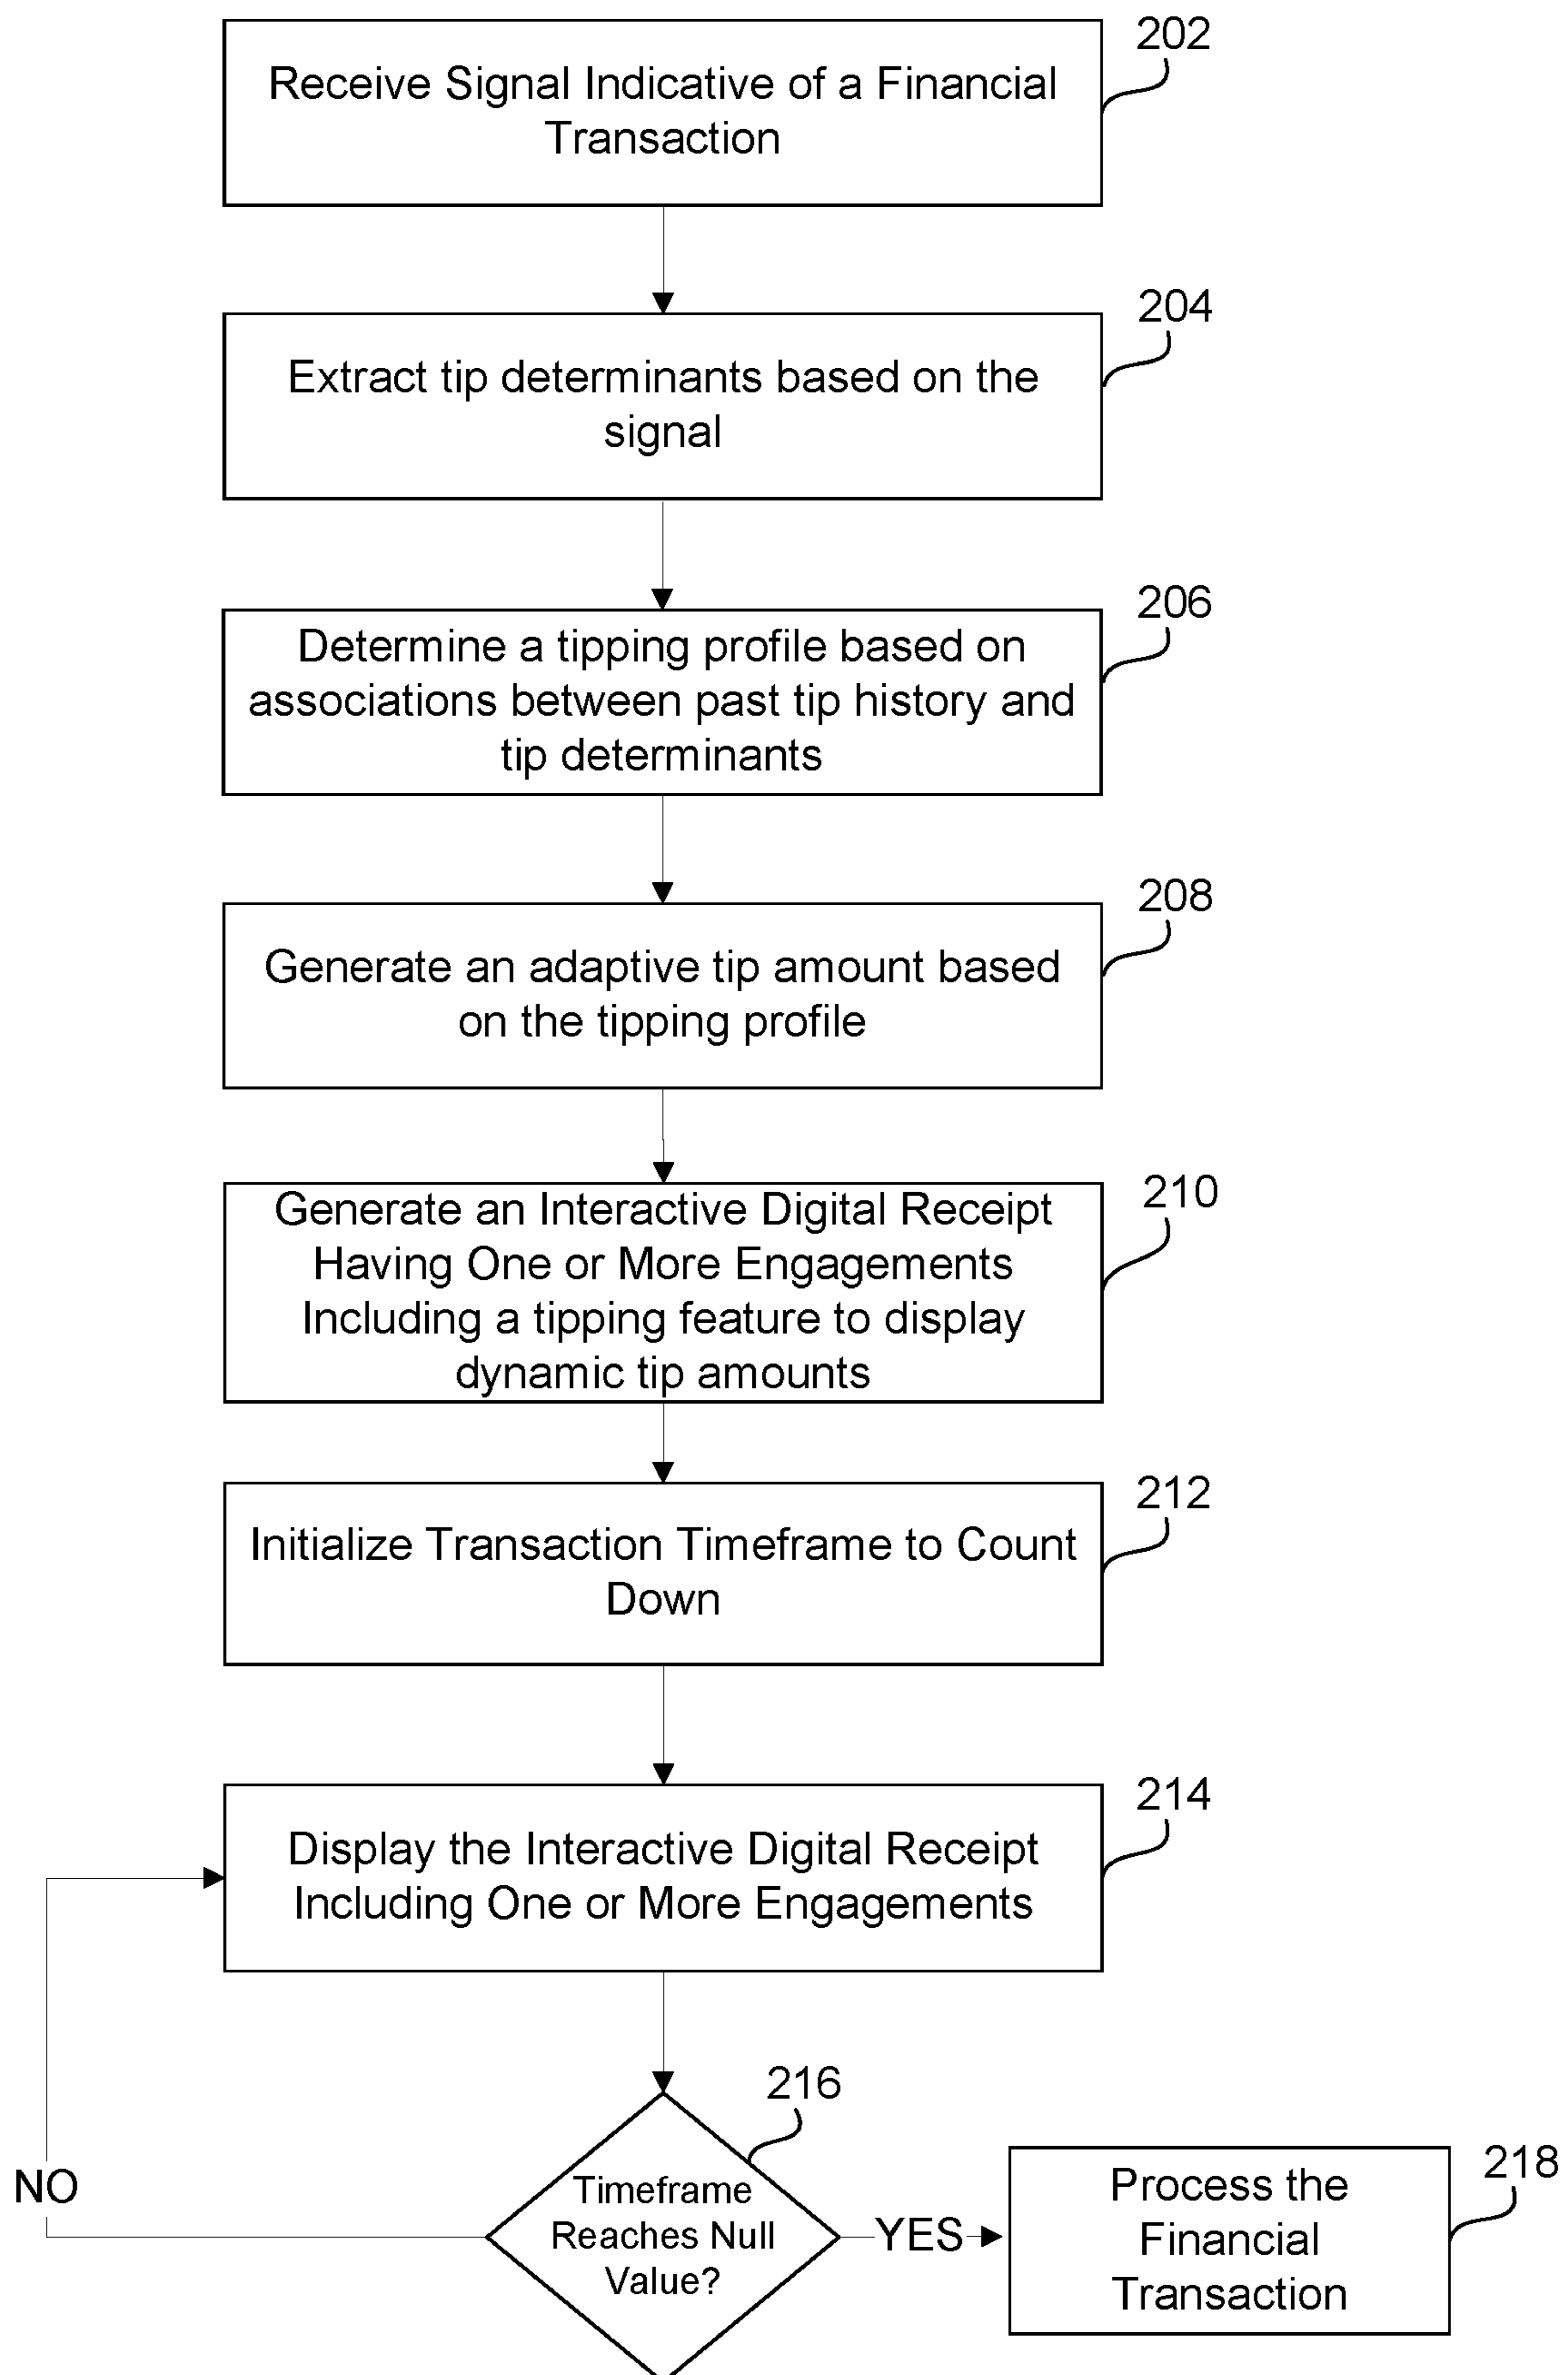 202
Receive Signal Indicative of a Financial
Transaction
204
Extract tip determinants based on the
signal
206
Determine a tipping profile based on
associations between past tip history and
tip determinants
208
Generate an adaptive tip amount based
on the tipping profile
210
Generate an Interactive Digital Receipt
Having One or More Engagements
Including a tipping feature to display
dynamic tip amounts
212
Initialize Transaction Timeframe to Count
Down
214
Display the Interactive Digital Receipt
Including One or More Engagements
216
Timeframe
Reaches Null
Value?
NO
YES
218
Process the
Financial
Transaction